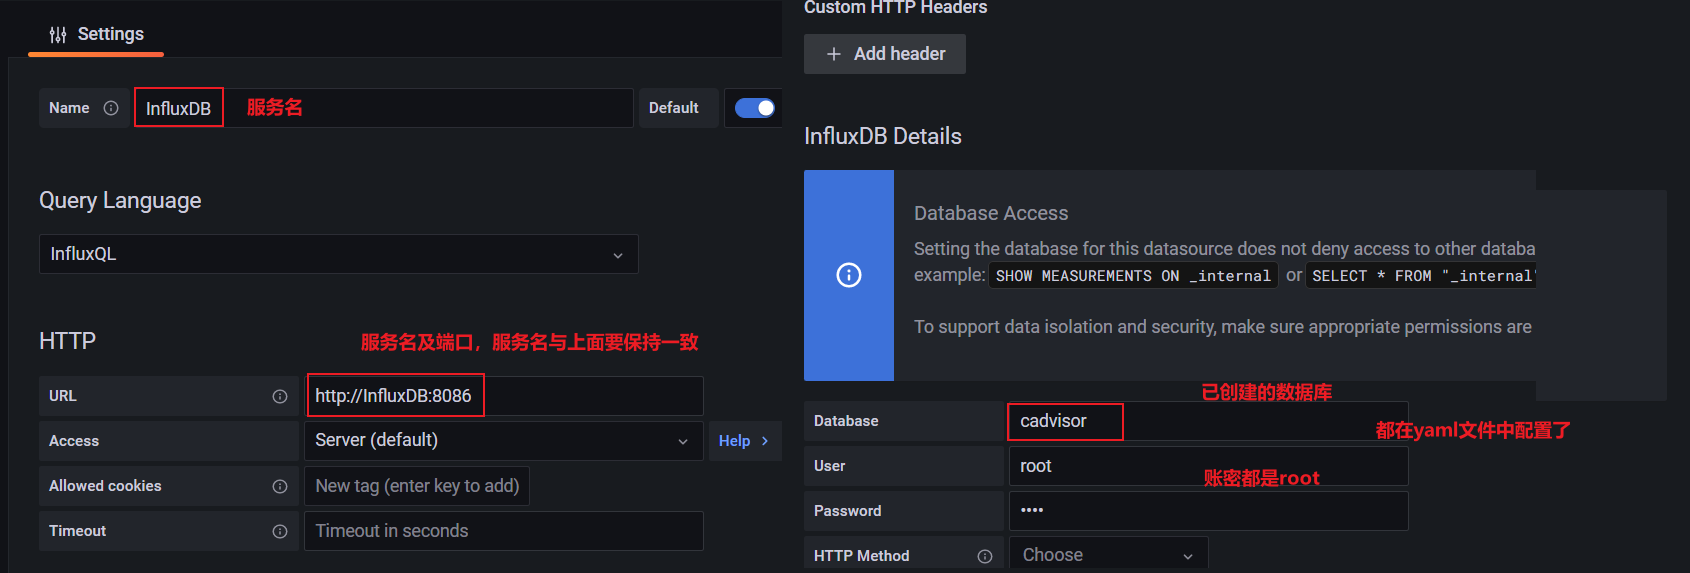 Settings
Name
InfluxDB
服务名
Default
Query Language
InfluxQL
HTTP
服务名及端口，服务名与上面要保持一致
URL
http://InfluxDB:8086
Access
Server (default)
Help
Allowed cookies
New tag (enter key to add)
Timeout
Timeout in seconds
Custom HTTP Headers
Add header
InfluxDB Details
Database Access
Setting the database for this datasource does not deny access to other databa
example: SHOW MEASUREMENTS ON _internal or SELECT * FROM "_internal"
To support data isolation and security, make sure appropriate permissions are
已创建的数据库
Database
cadvisor
都在yaml文件中配置了
User
root
账密都是root
Password
••••
HTTP Method
Choose